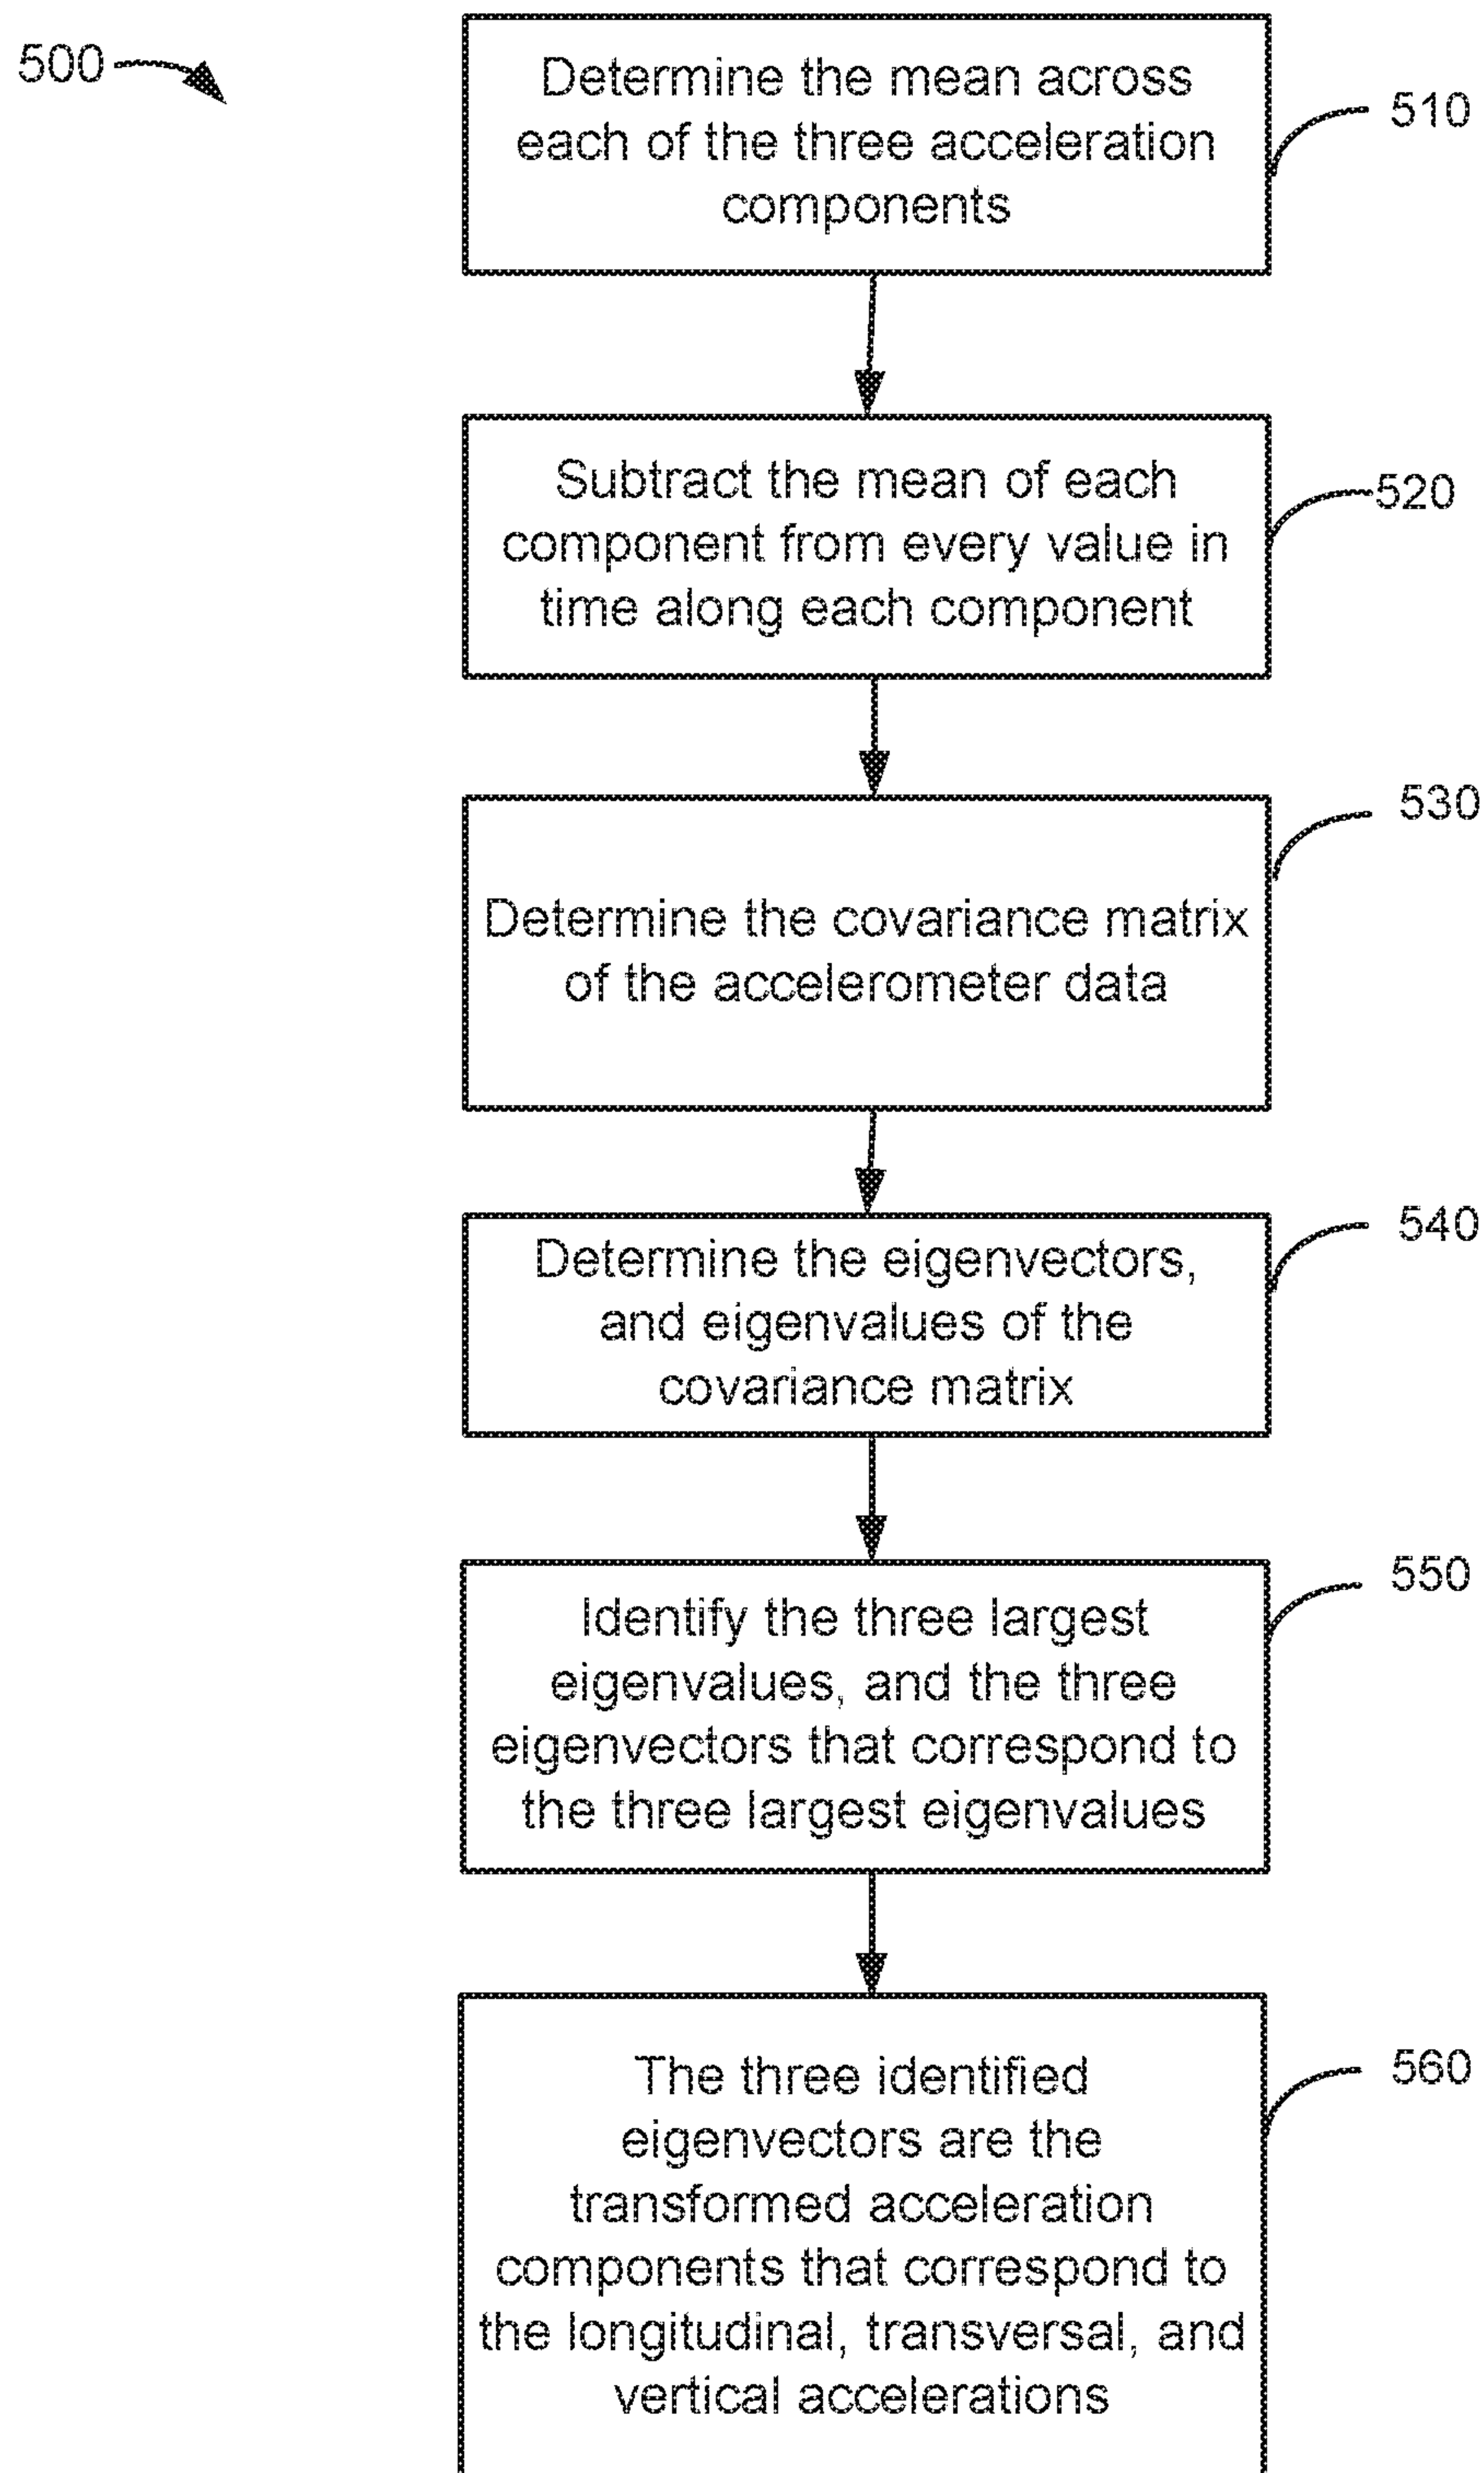 500
Determine the mean across
each of the three acceleration
components
510
Subtract the mean of each
component from every value in
time along each component
520
530
Determine the covariance matrix
of the accelerometer data
540
Determine the eigenvectors,
and eigenvalues of the
covariance matrix
550
Identify the three largest
eigenvalues, and the three
eigenvectors that correspond to
the three largest eigenvalues
560
The three identified
eigenvectors are the
transformed acceleration
components that correspond to
the longitudinal, transversal, and
vertical accelerations